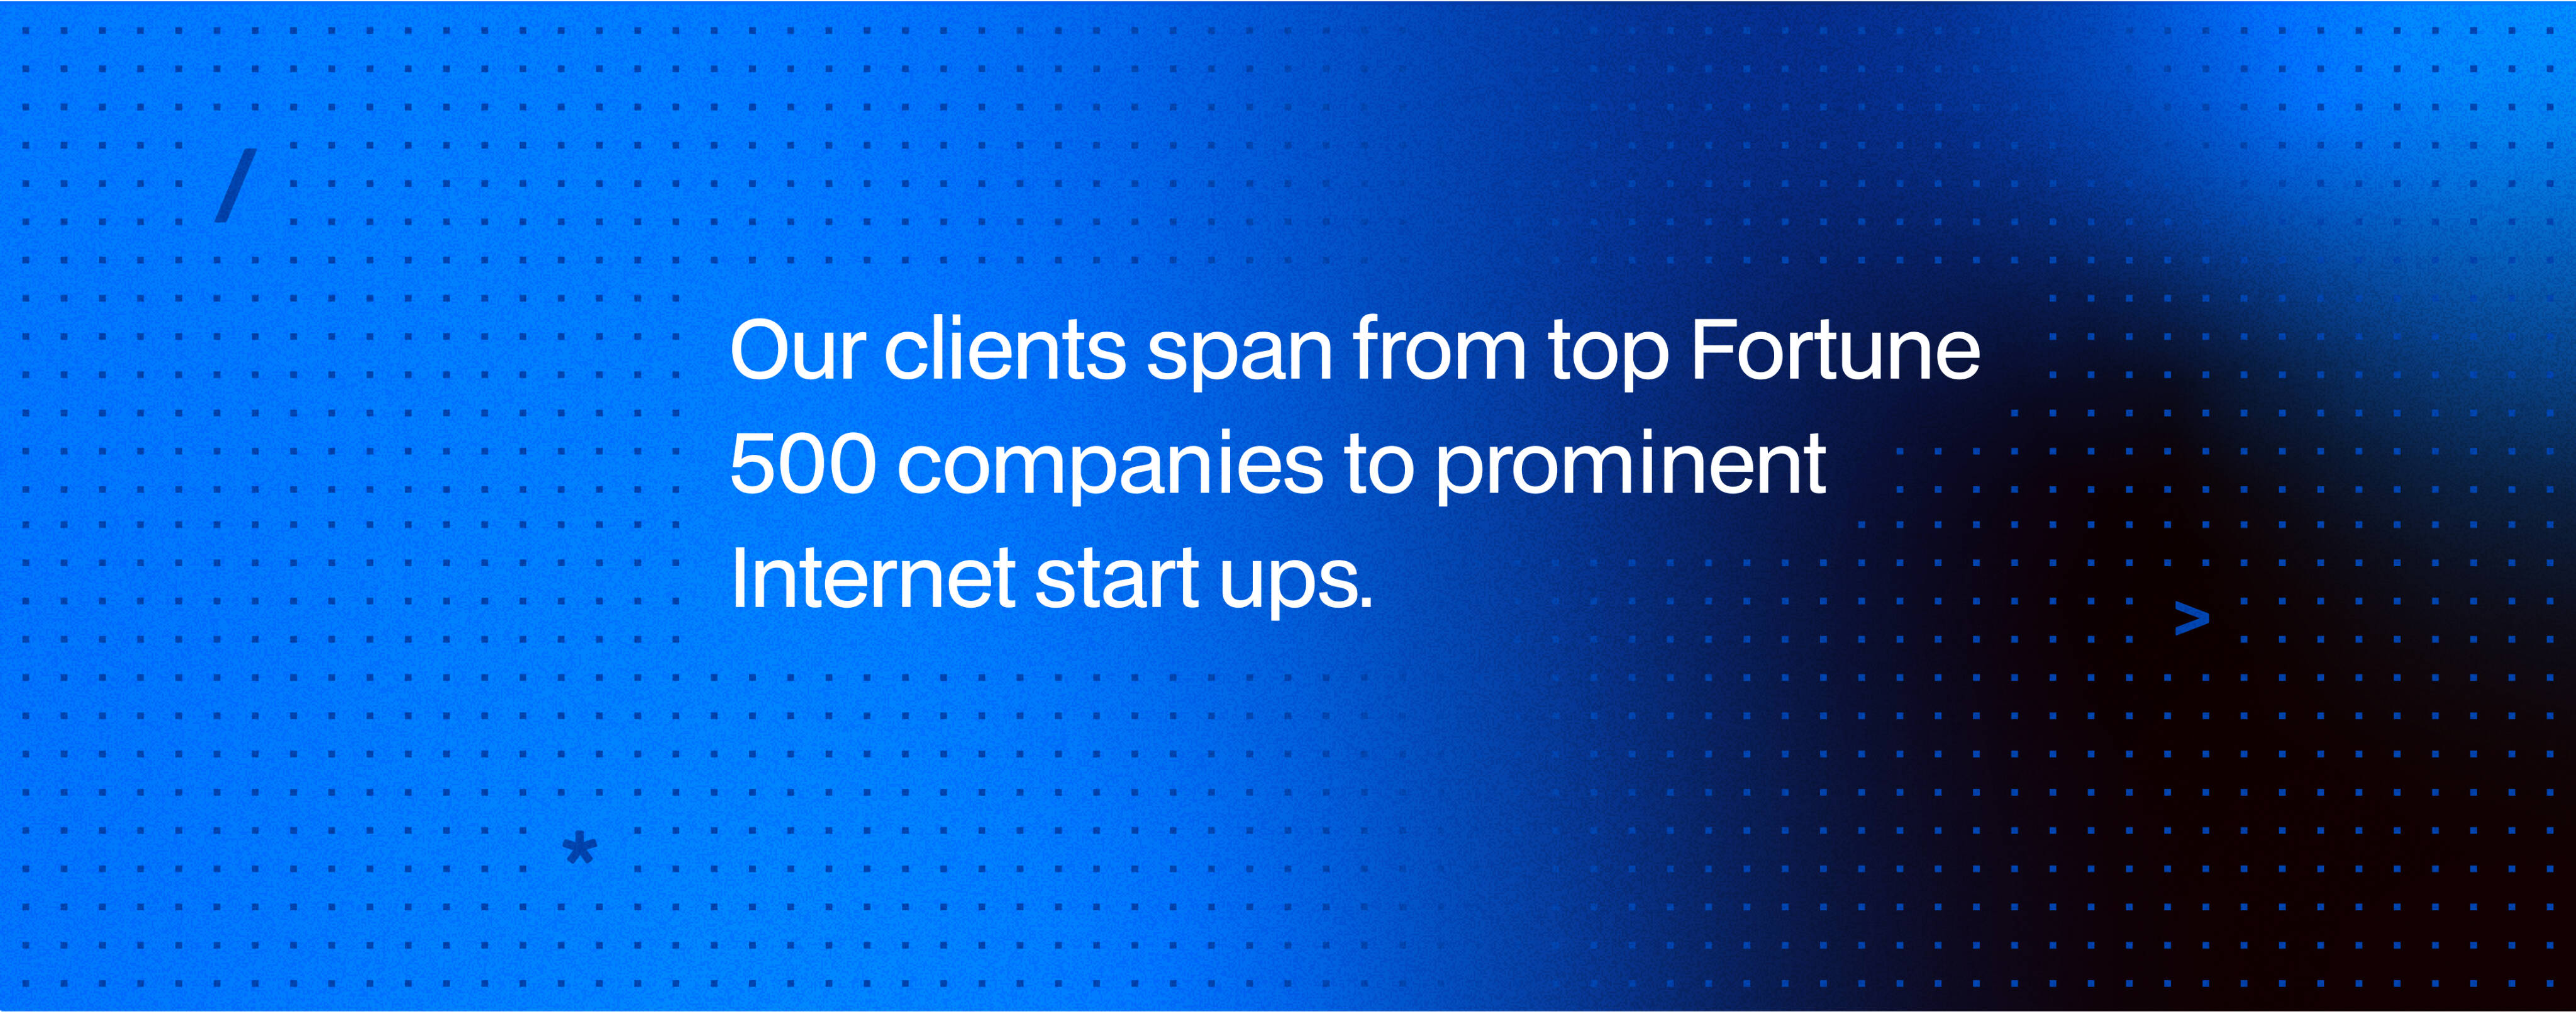 /
Our clients span from top Fortune
500 companies to prominent
Internet start ups.
>
*